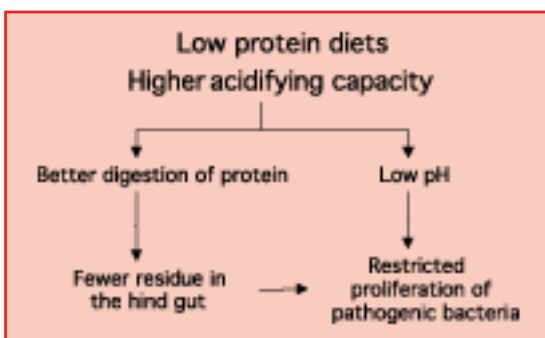 Low protein diets
Higher acidifying capacity
Better digestion of protein
Low pH
Fewer residue in
the hind gut
Restricted
proliferation of
pathogenic bacteria